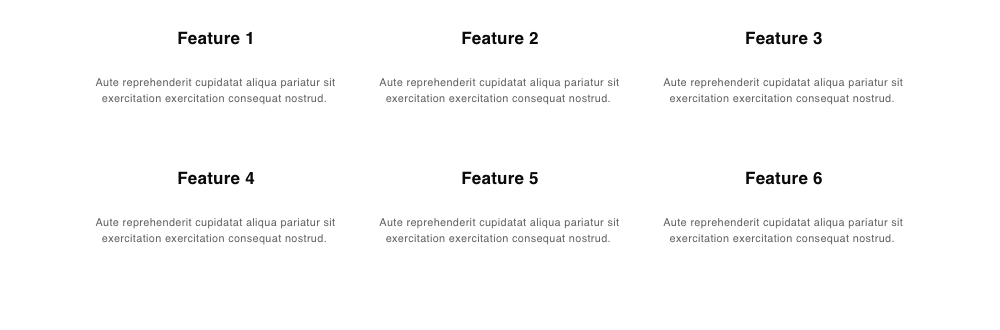 Feature 1
Aute reprehenderit cupidatat aliqua pariatur sit
exercitation exercitation consequat nostrud.
Feature 2
Aute reprehenderit cupidatat aliqua pariatur sit
exercitation exercitation consequat nostrud.
Feature 3
Aute reprehenderit cupidatat aliqua pariatur sit
exercitation exercitation consequat nostrud.
Feature 4
Aute reprehenderit cupidatat aliqua pariatur sit
exercitation exercitation consequat nostrud.
Feature 5
Aute reprehenderit cupidatat aliqua pariatur sit
exercitation exercitation consequat nostrud.
Feature 6
Aute reprehenderit cupidatat aliqua pariatur sit
exercitation exercitation consequat nostrud.